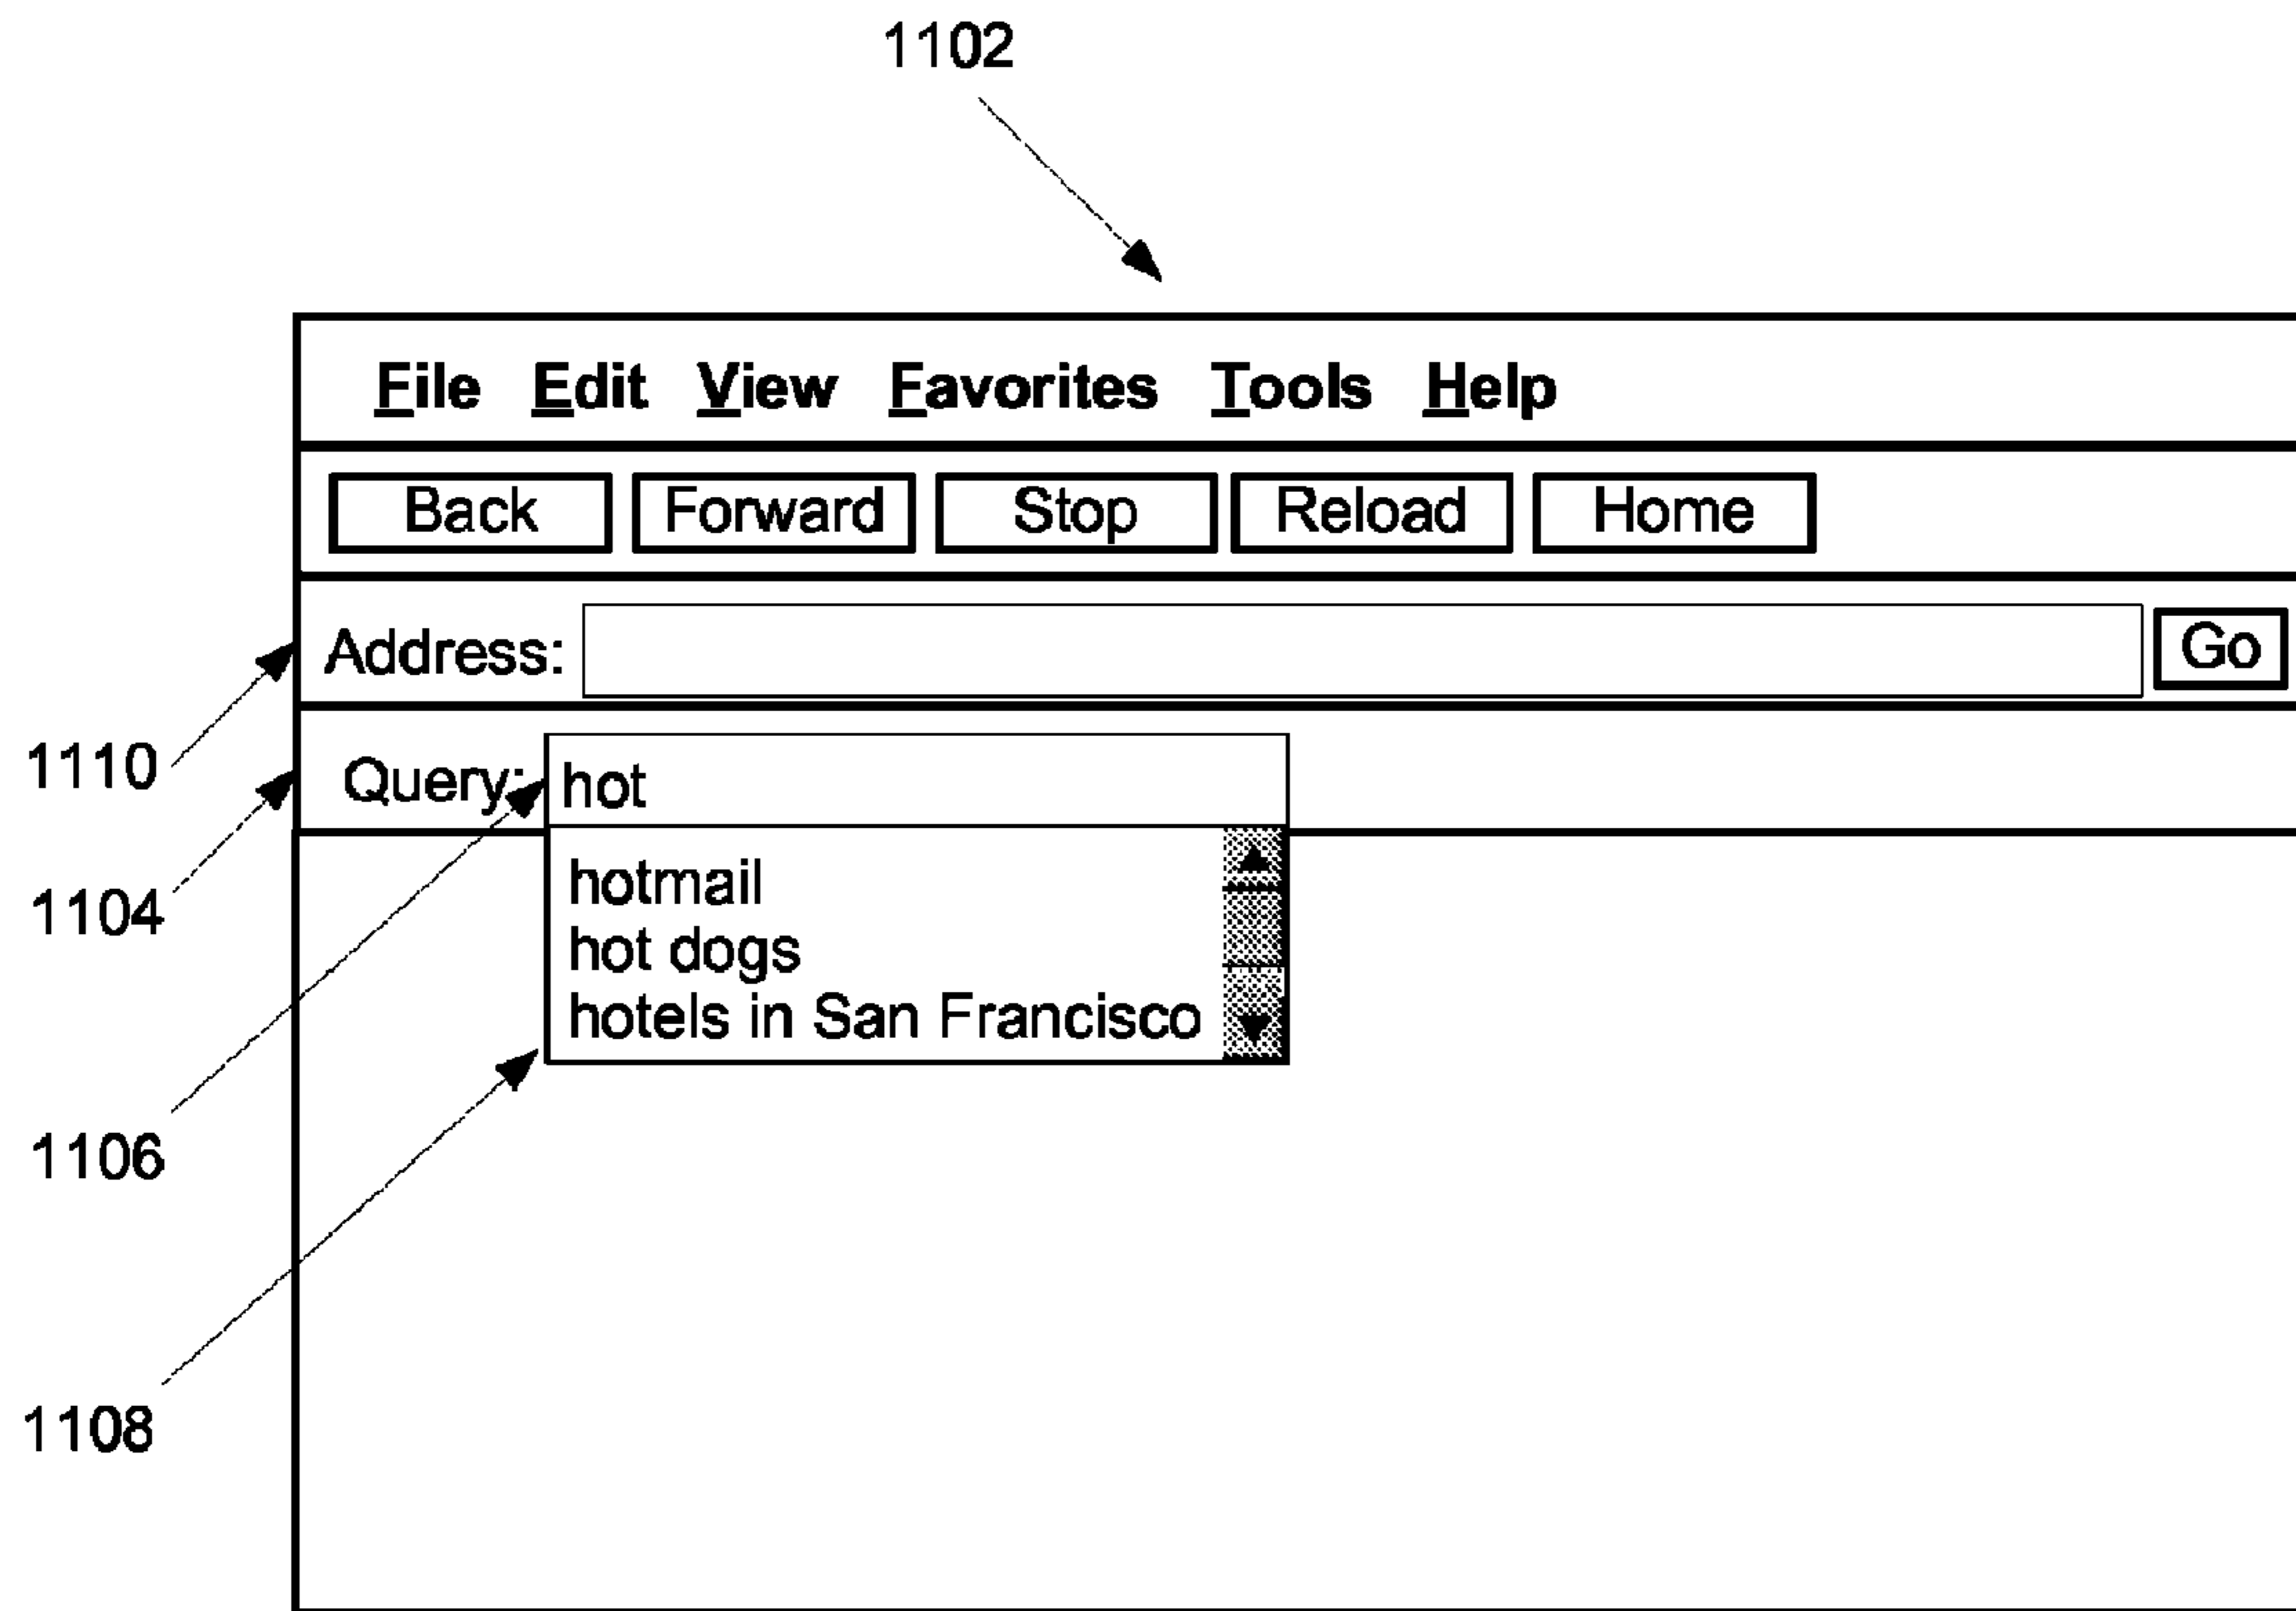 1102
File Edit View Favorites Tools Help
Back Forward Stop Reload Home
Address: Go
1110
Query: hot
1104
hotmail
hot dogs
hotels in San Francisco
1106
1108